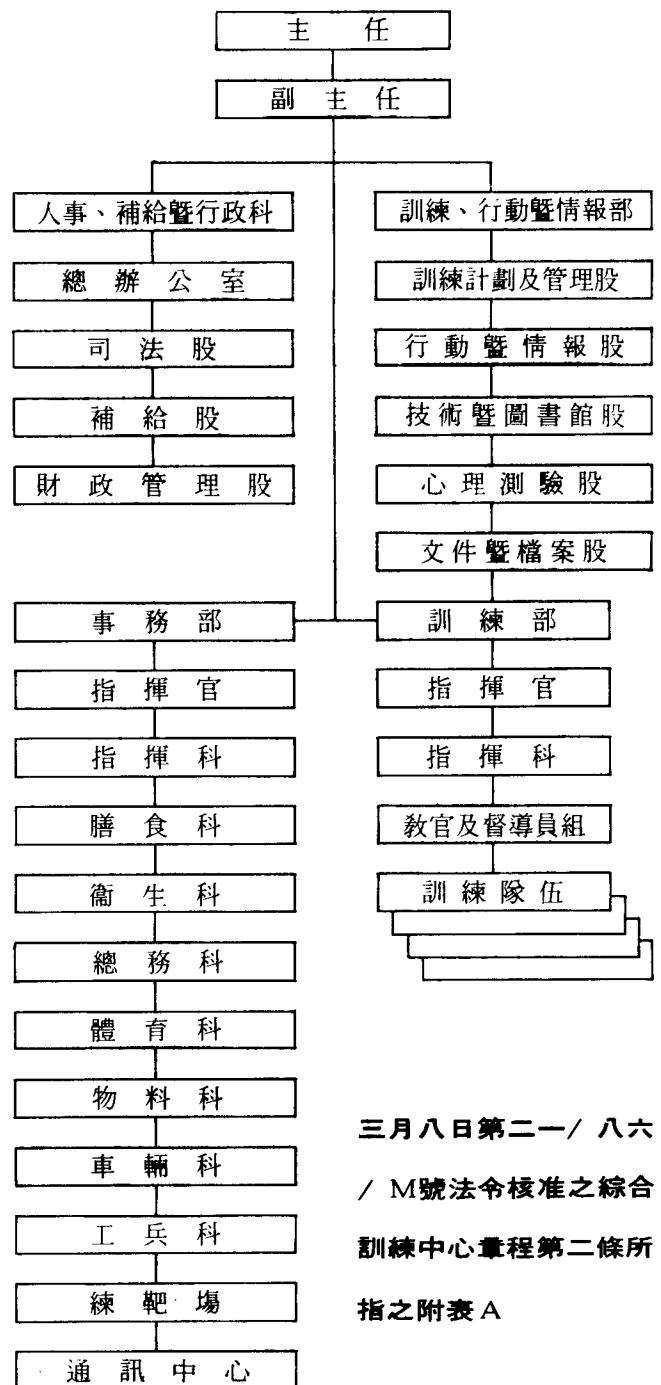 主任
副主任
人事、補給暨行政科
總辦公室
司法股
補給股
財政管理股
訓練、行動暨情報部
訓練計劃及管理股
行動暨情報股
技術暨圖書館股
心理測驗股
文件暨檔案股
事務部
指揮官
指揮科
膳食科
衞生科
總務科
體育科
物料科
車輛科
工兵科
練靶場
通訊中心
訓練部
指揮官
指揮科
教官及督導員組
訓練隊伍
三月八日第二一/八六
/M號法令核准之綜合
訓練中心章程第二條所
指之附表A